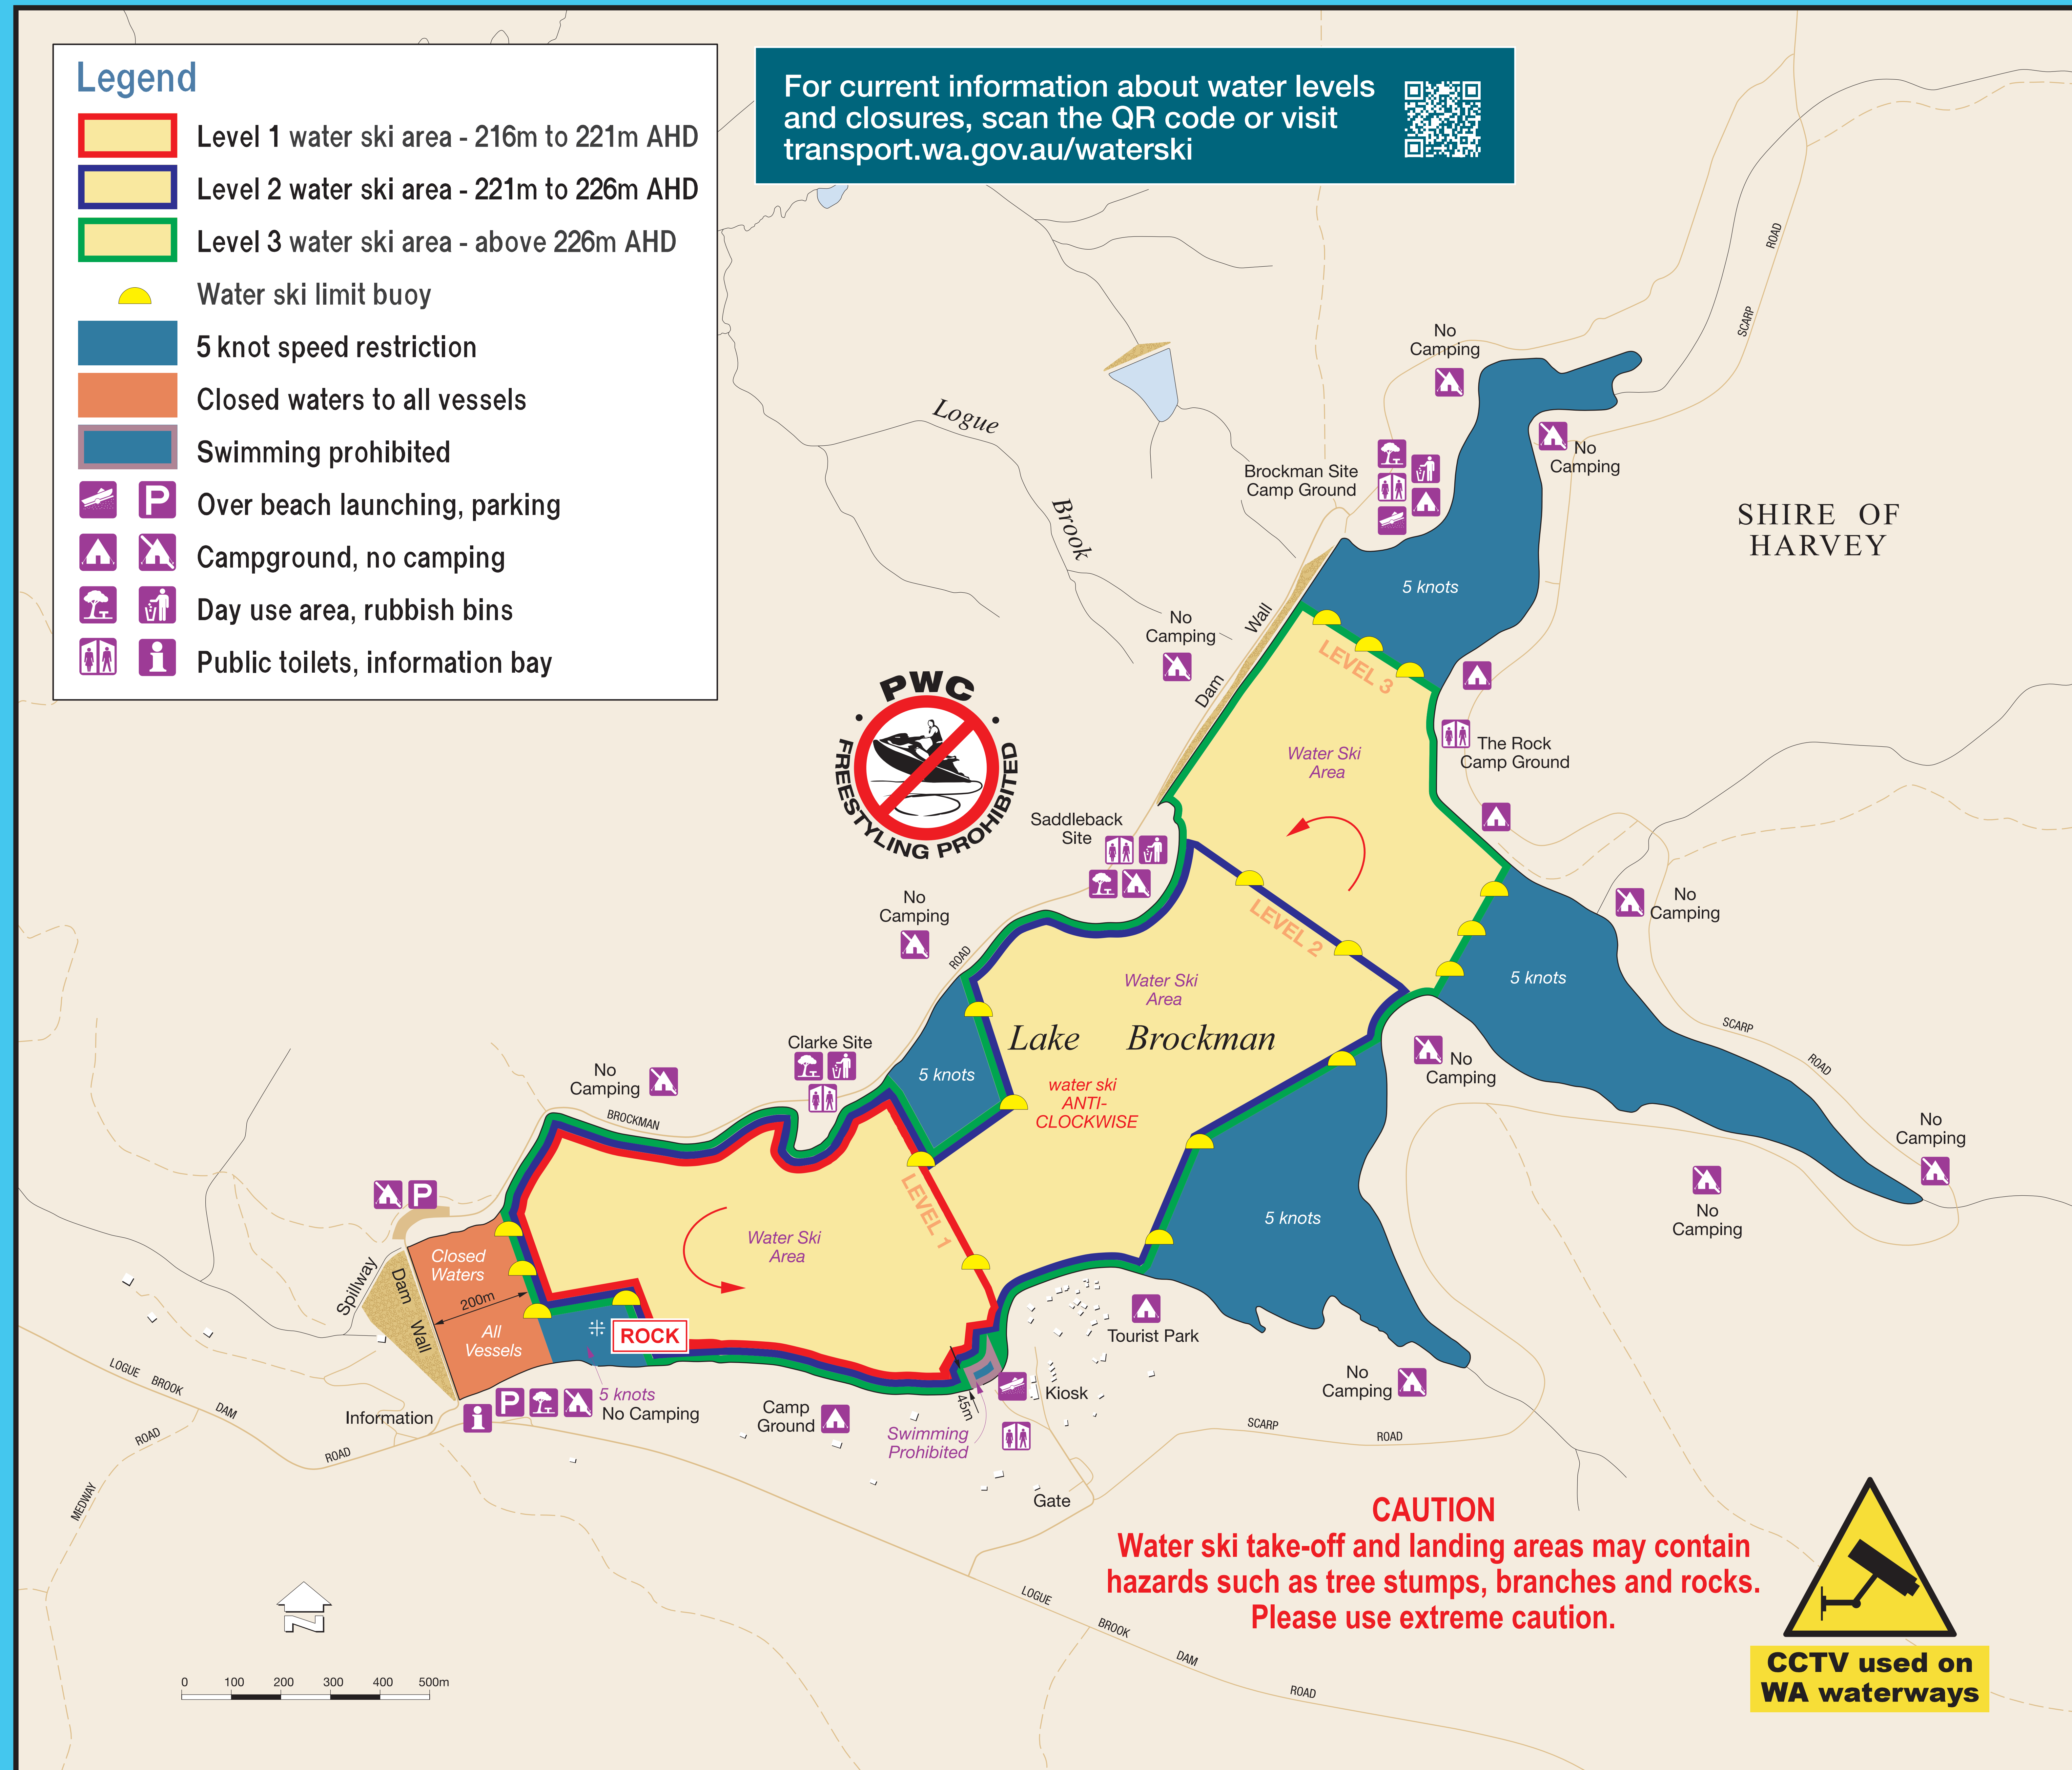 Legend
Level 1 water ski area - 216m to 221m AHD
Level 2 water ski area - 221m to 226m AHD
Level 3 water ski area - above 226m AHD
Water ski limit buoy
5 knot speed restriction
Closed waters to all vessels
Swimming prohibited
P
Over beach launching, parking
Campground, no camping
Day use area, rubbish bins
i
Public toilets, information bay
For current information about water levels
and closures, scan the QR code or visit
transport.wa.gov.au/waterski
SCARP
ROAD
No
Camping
Logue
Brook
No
Camping
Brockman Site
Camp Ground
SHIRE OF
HARVEY
5 knots
No
Camping
Dam
Wall
LEVEL 3
PWC
FREESTYLING PROHIBITED
The Rock
Camp Ground
Water Ski
Area
Saddleback
Site
No
Camping
No
Camping
LEVEL 2
ROAD
5 knots
Water Ski
Area
Lake Brockman
SCARP
ROAD
Clarke Site
No
Camping
5 knots
No
Camping
water ski
ANTI-
CLOCKWISE
BROCKMAN
No
Camping
LEVEL 1
P
No
Camping
5 knots
Water Ski
Area
Closed
Waters
Spillway
Dam
Wall
200m
All
Vessels
ROCK
Tourist Park
No
Camping
LOGUE
BROOK
DAM
ROAD
5 knots
No Camping
P
i
Information
Camp
Ground
45m
Kiosk
Swimming
Prohibited
SCARP
ROAD
ROAD
MEDWAY
Gate
CAUTION
Water ski take-off and landing areas may contain
hazards such as tree stumps, branches and rocks.
Please use extreme caution.
LOGUE
BROOK
DAM
ROAD
N
0 100 200 300 400 500m
CCTV used on
WA waterways